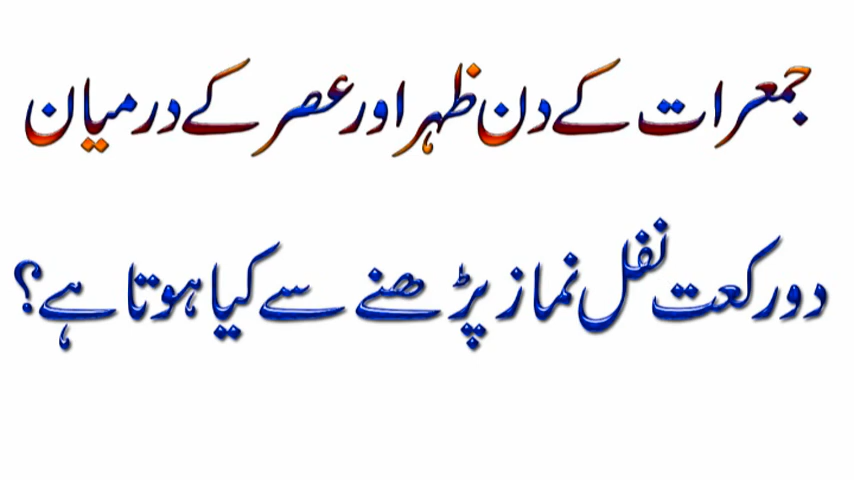 جمعرات کے دن ظہر اور عصر کے درمیان
دو رکعت نفل نماز پڑھنے سے کیا ہوتا ہے؟